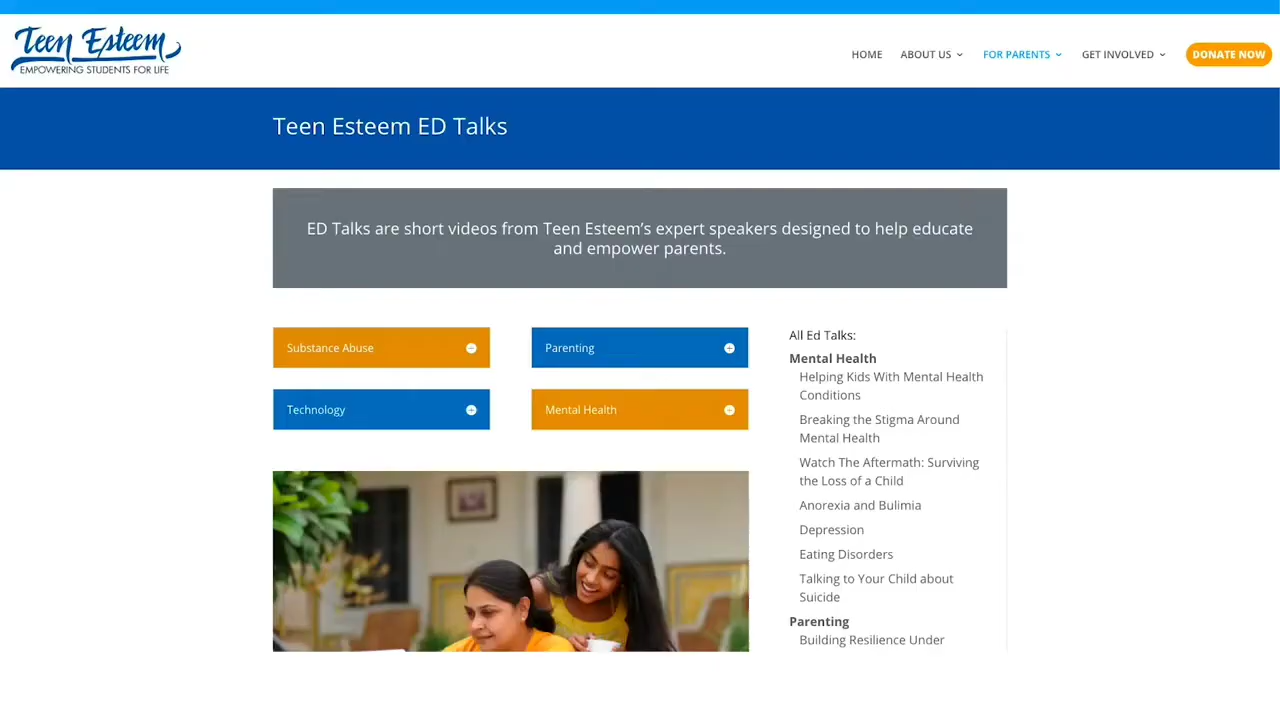 Teen Esteem
EMPOWERING STUDENTS FOR LIFE
HOME
ABOUT US
FOR PARENTS
GET INVOLVED
DONATE NOW
Teen Esteem ED Talks
ED Talks are short videos from Teen Esteem’s expert speakers designed to help educate
and empower parents.
Substance Abuse
Parenting
Technology
Mental Health
All Ed Talks:
Mental Health
Helping Kids With Mental Health
Conditions
Breaking the Stigma Around
Mental Health
Watch The Aftermath: Surviving
the Loss of a Child
Anorexia and Bulimia
Depression
Eating Disorders
Talking to Your Child about
Suicide
Parenting
Building Resilience Under